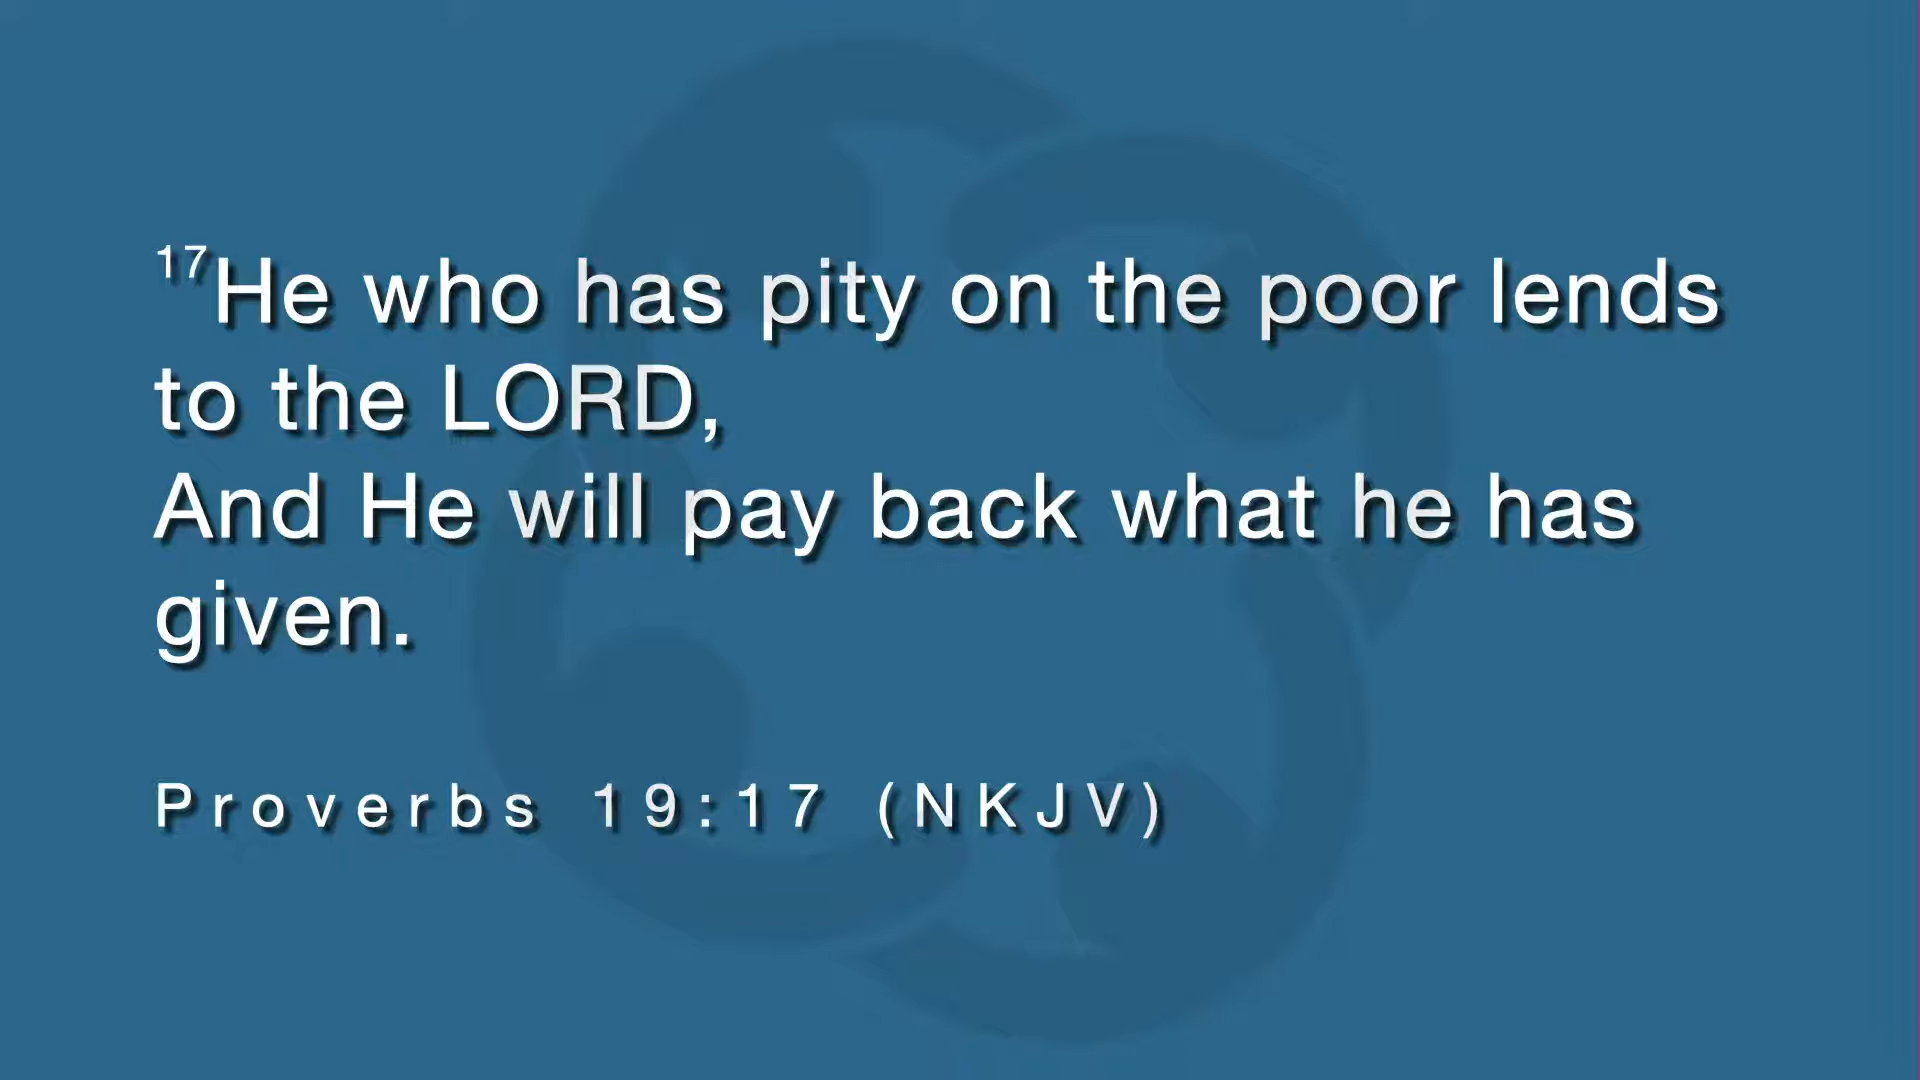 17He who has pity on the poor lends
to the LORD,
And He will pay back what he has
given.
Proverbs 19:17 (NKJV)